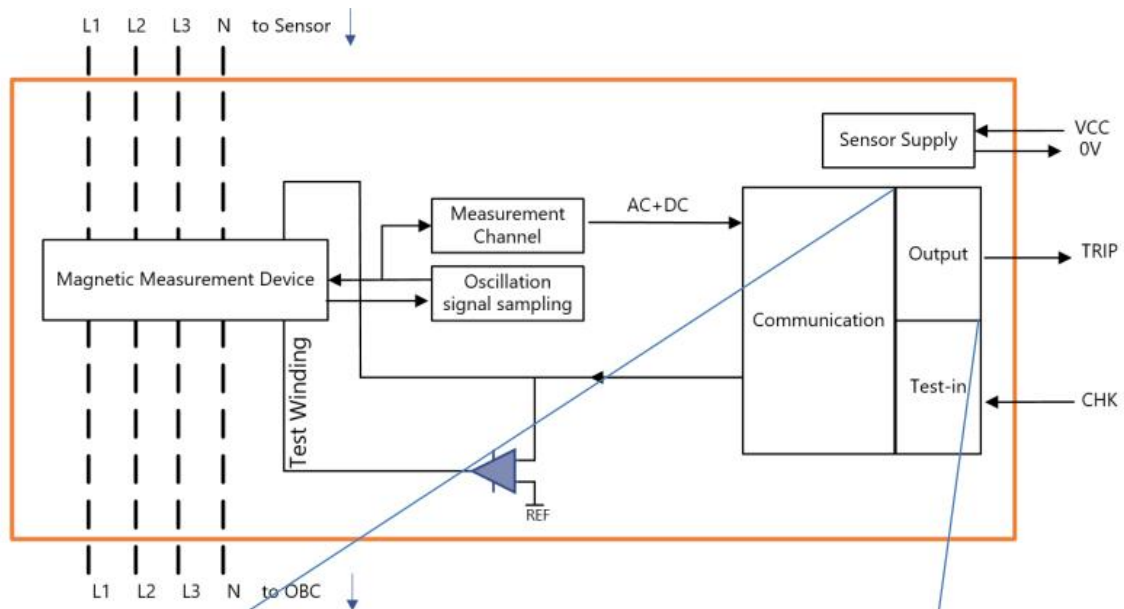 L1 L2 L3 N to Sensor
VCC
Sensor Supply
0V
Measurement
Channel
AC+DC
Magnetic Measurement Device
Oscillation
signal sampling
Output
TRIP
Communication
Test Winding
Test-in
CHK
REF
L1 L2 L3 N to OBC